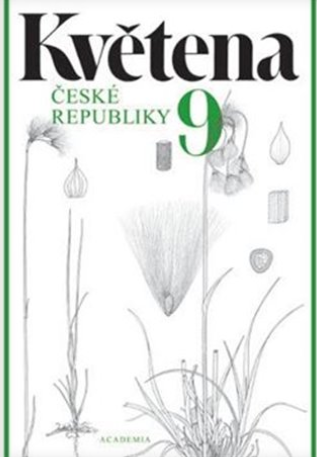 Květena
ČESKÉ
REPUBLIKY 9
ACADEMIA